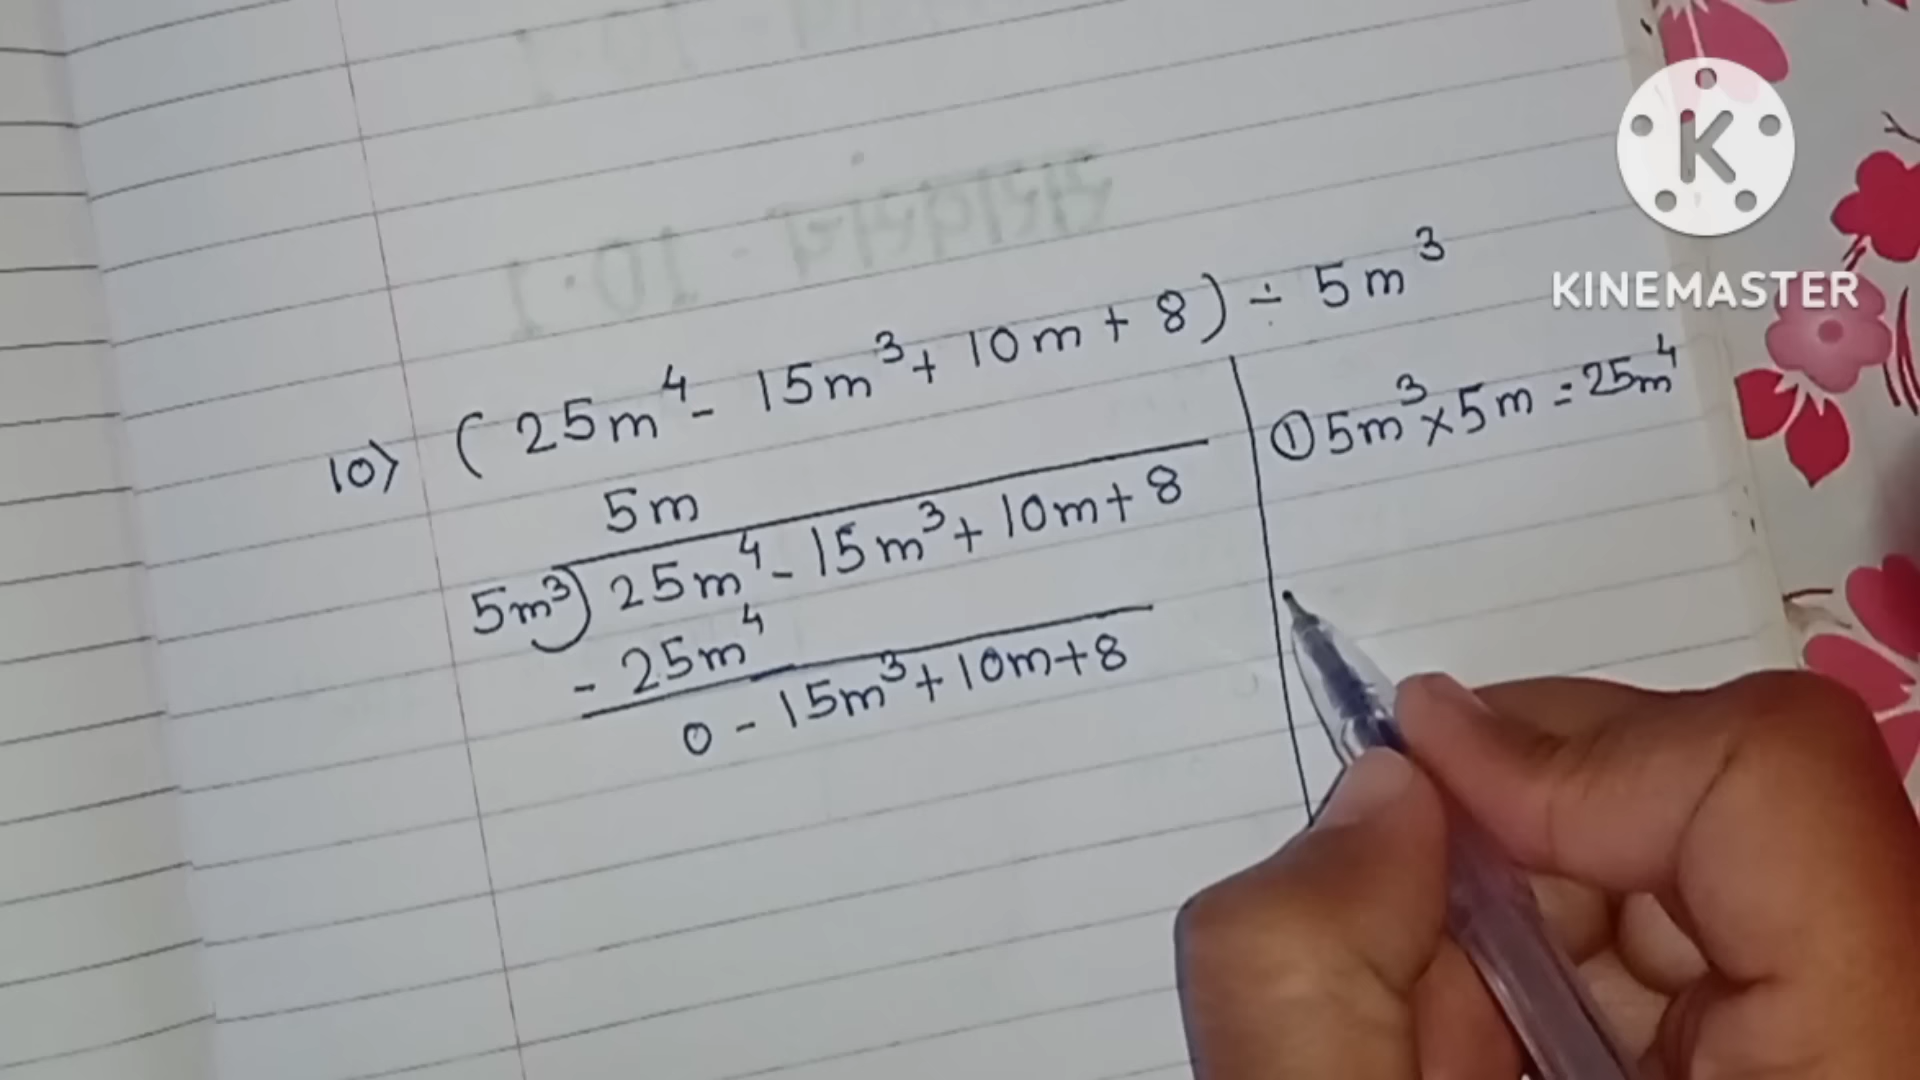 KINEMASTER
10) (25m⁴ - 15m³ + 10m + 8) ÷ 5m³
5m
5m³) 25m⁴ - 15m³ + 10m + 8
- 25m⁴
0 - 15m³ + 10m + 8
① 5m³ × 5m = 25m⁴